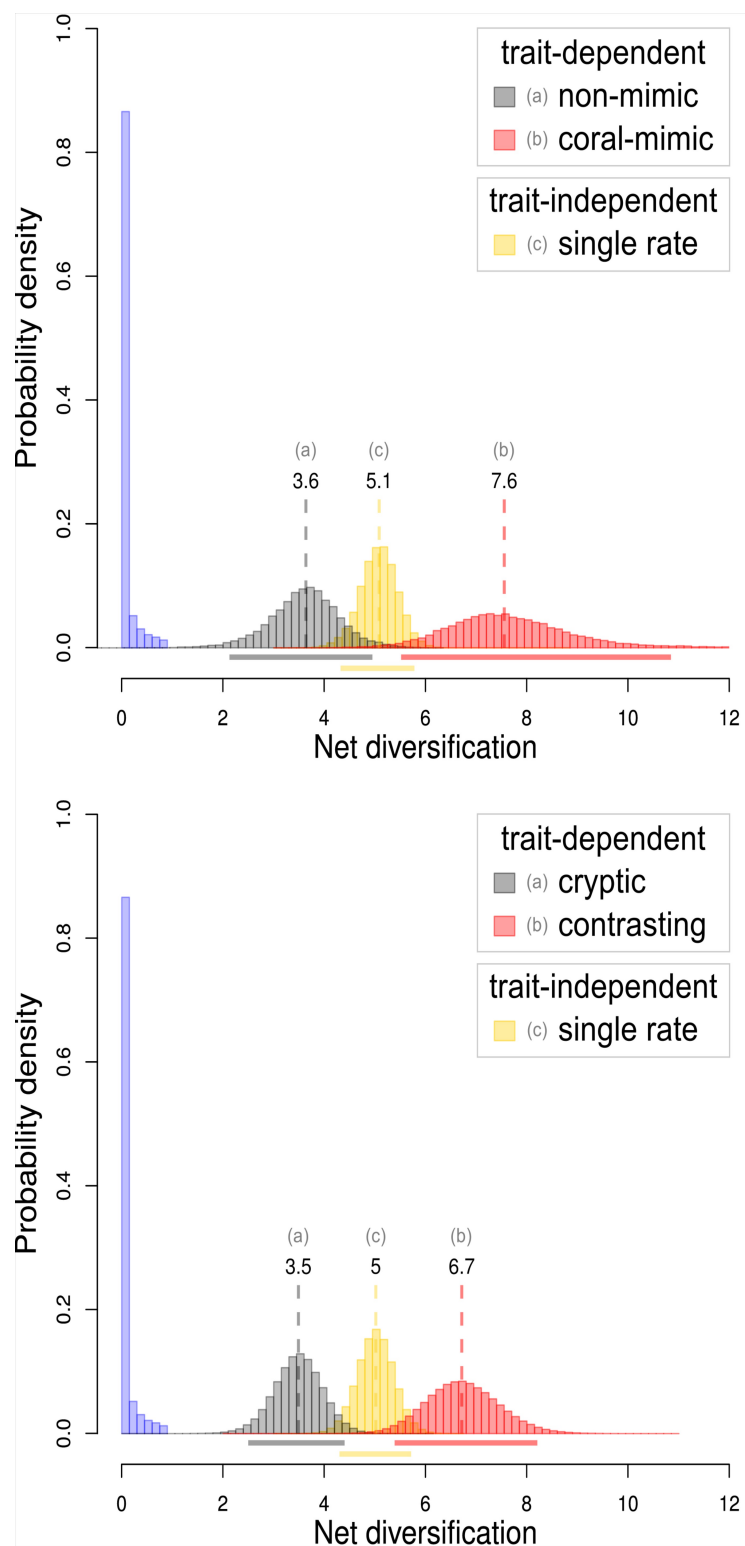 trait-dependent
(a) non-mimic
(b) coral-mimic
trait-independent
(c) single rate
Probability density
1.0
0.8
0.6
0.4
0.2
0.0
(a) (c) (b)
3.6 5.1 7.6
0 2 4 6 8 10 12
Net diversification
trait-dependent
(a) cryptic
(b) contrasting
trait-independent
(c) single rate
Probability density
1.0
0.8
0.6
0.4
0.2
0.0
(a) (c) (b)
3.5 5 6.7
0 2 4 6 8 10 12
Net diversification